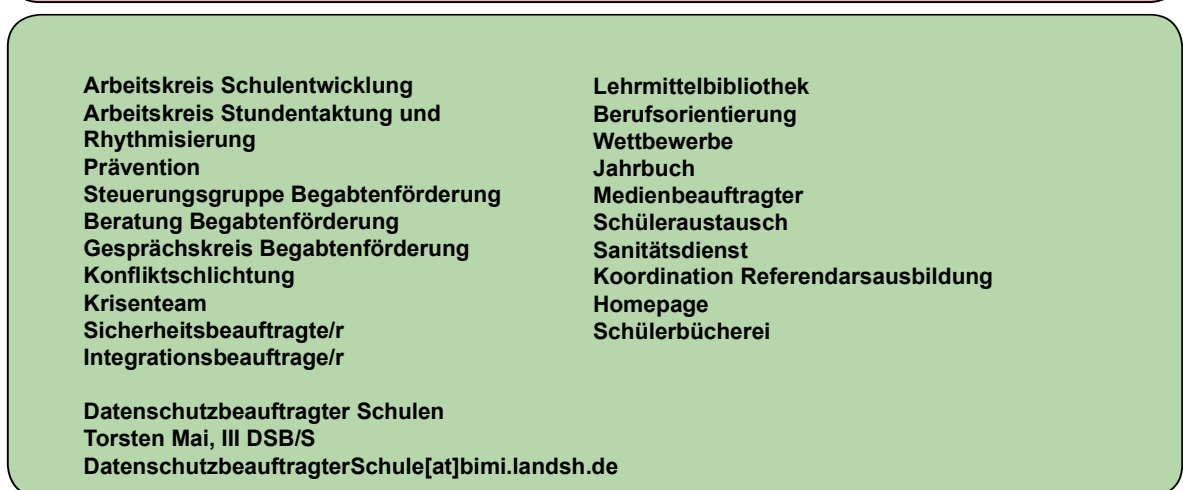 Arbeitskreis Schulentwicklung
Arbeitskreis Stundentaktung und
Rhythmisierung
Prävention
Steuerungsgruppe Begabtenförderung
Beratung Begabtenförderung
Gesprächskreis Begabtenförderung
Konfliktschlichtung
Krisenteam
Sicherheitsbeauftragte/r
Integrationsbeauftrage/r
Lehrmittelbibliothek
Berufsorientierung
Wettbewerbe
Jahrbuch
Medienbeauftragter
Schüleraustausch
Sanitätsdienst
Koordination Referendarsausbildung
Homepage
Schülerbücherei
Datenschutzbeauftragter Schulen
Torsten Mai, III DSB/S
DatenschutzbeauftragterSchule[at]bimi.landsh.de